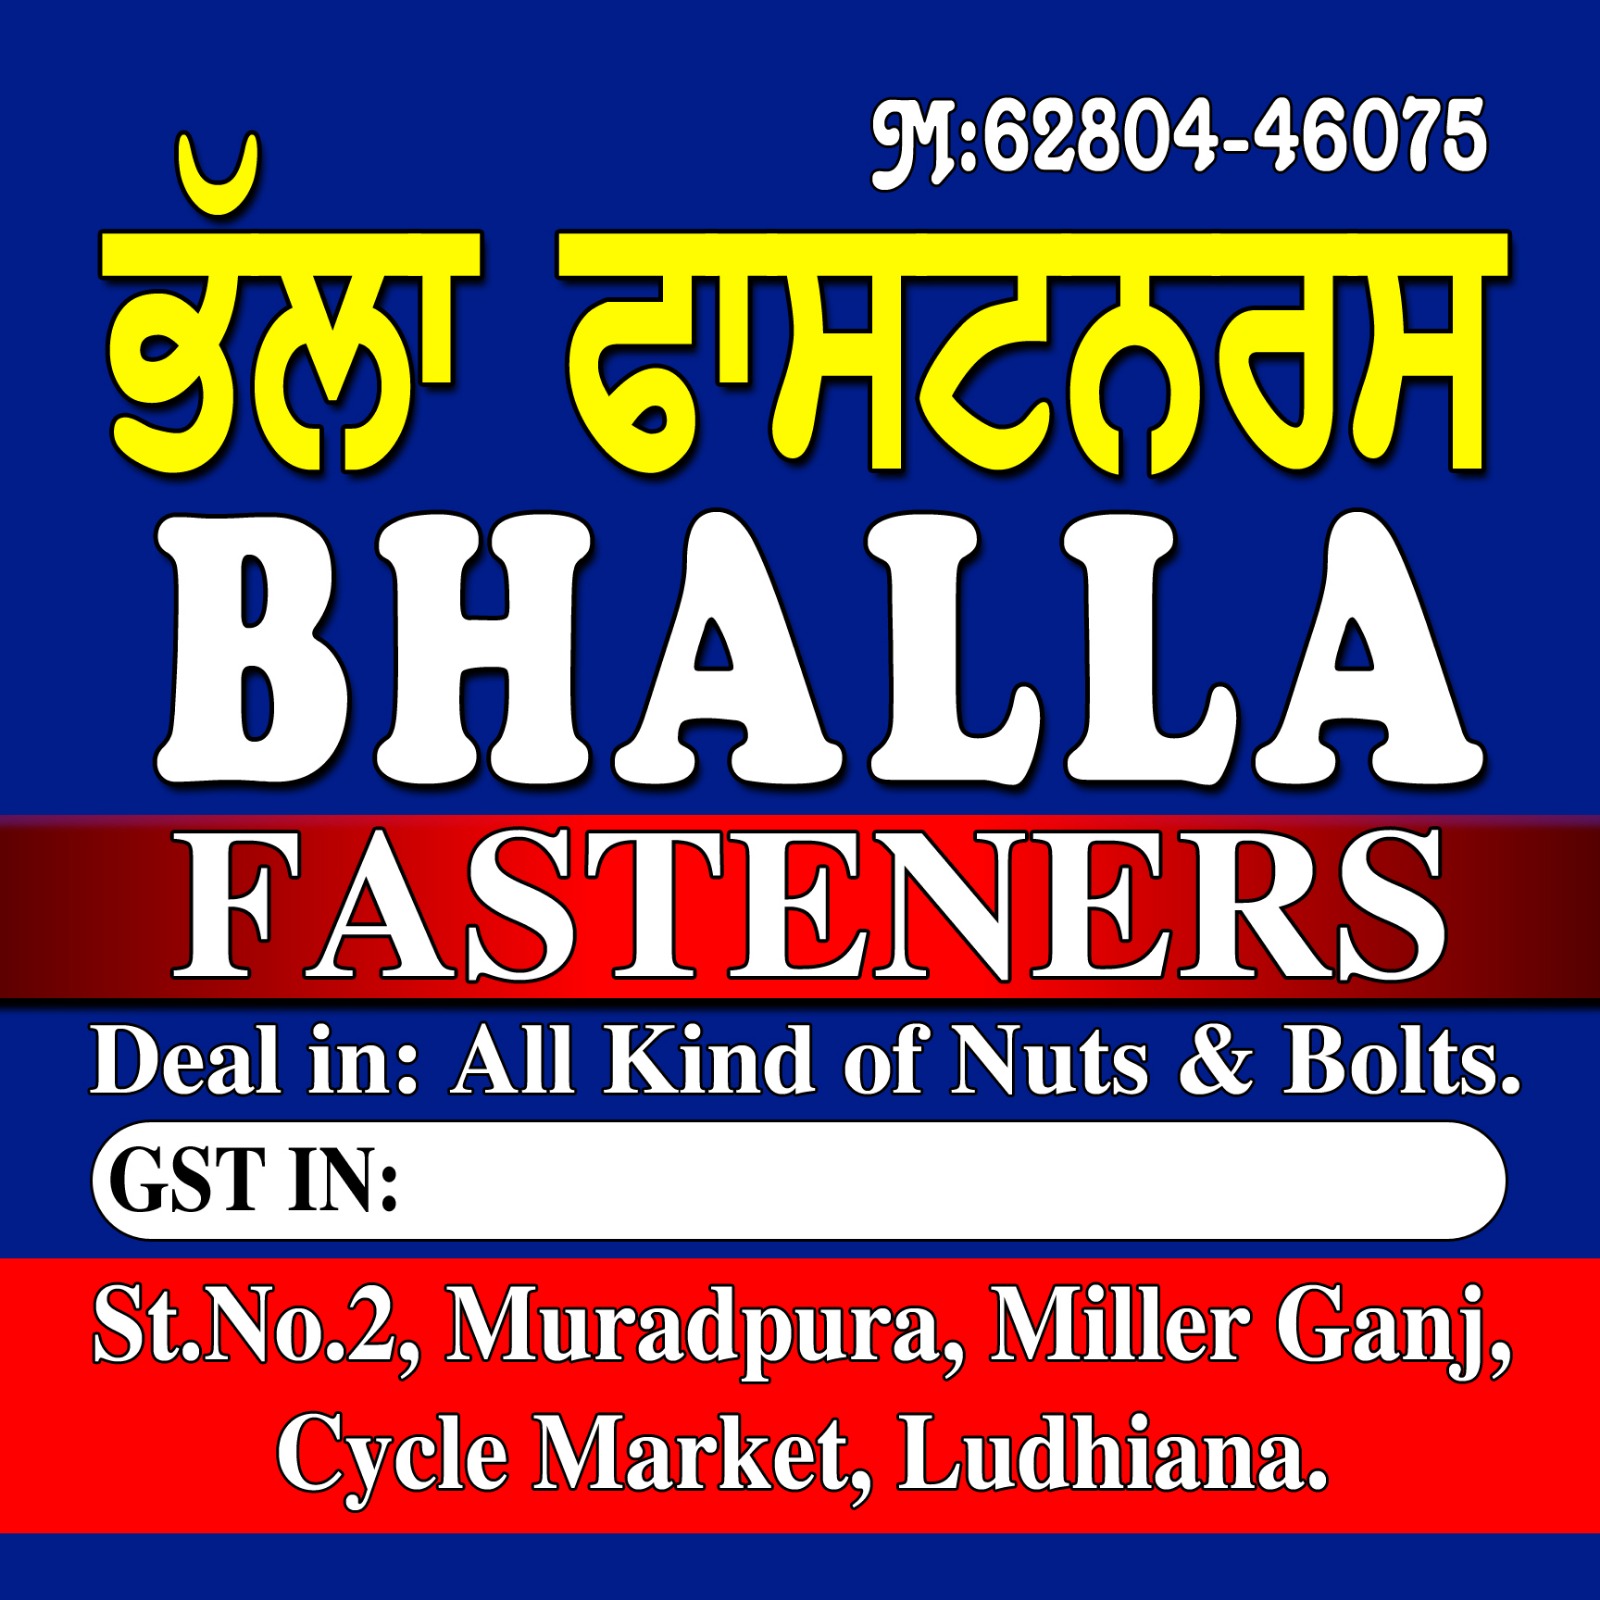 M:62804-46075
ਭੱਲਾ ਫਾਸਟਨਰਸ
BHALLA
FASTENERS
Deal in: All Kind of Nuts & Bolts.
GST IN:
St.No.2, Muradpura, Miller Ganj,
Cycle Market, Ludhiana.